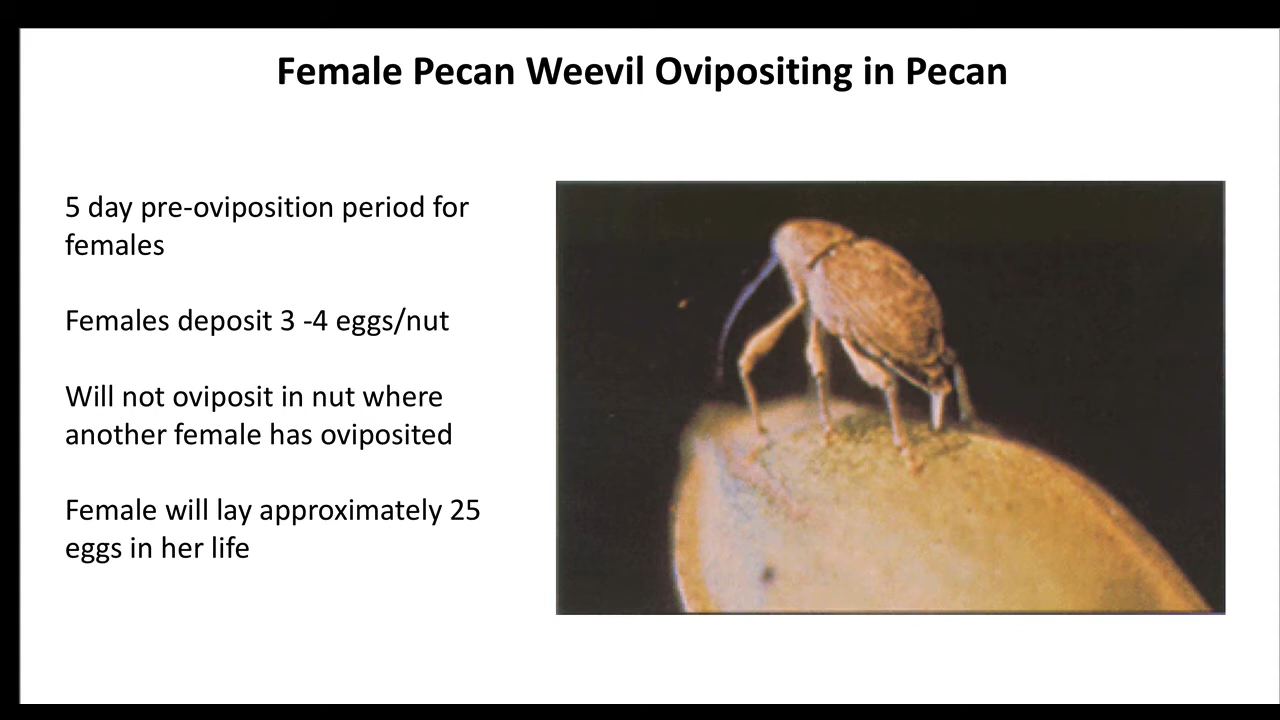 Female Pecan Weevil Ovipositing in Pecan
5 day pre-oviposition period for
females
Females deposit 3 -4 eggs/nut
Will not oviposit in nut where
another female has oviposited
Female will lay approximately 25
eggs in her life